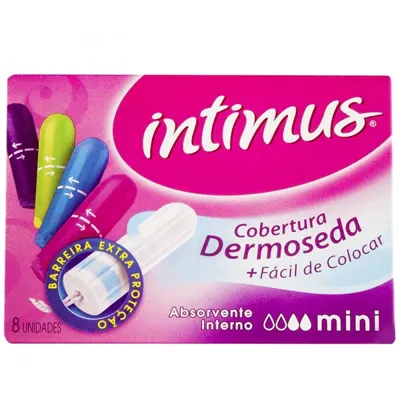 intimus®
Cobertura
Dermoseda
+Fácil de Colocar
BARREIRA EXTRA PROTEÇÃO
Absorvente
Interno
mini
8 UNIDADES